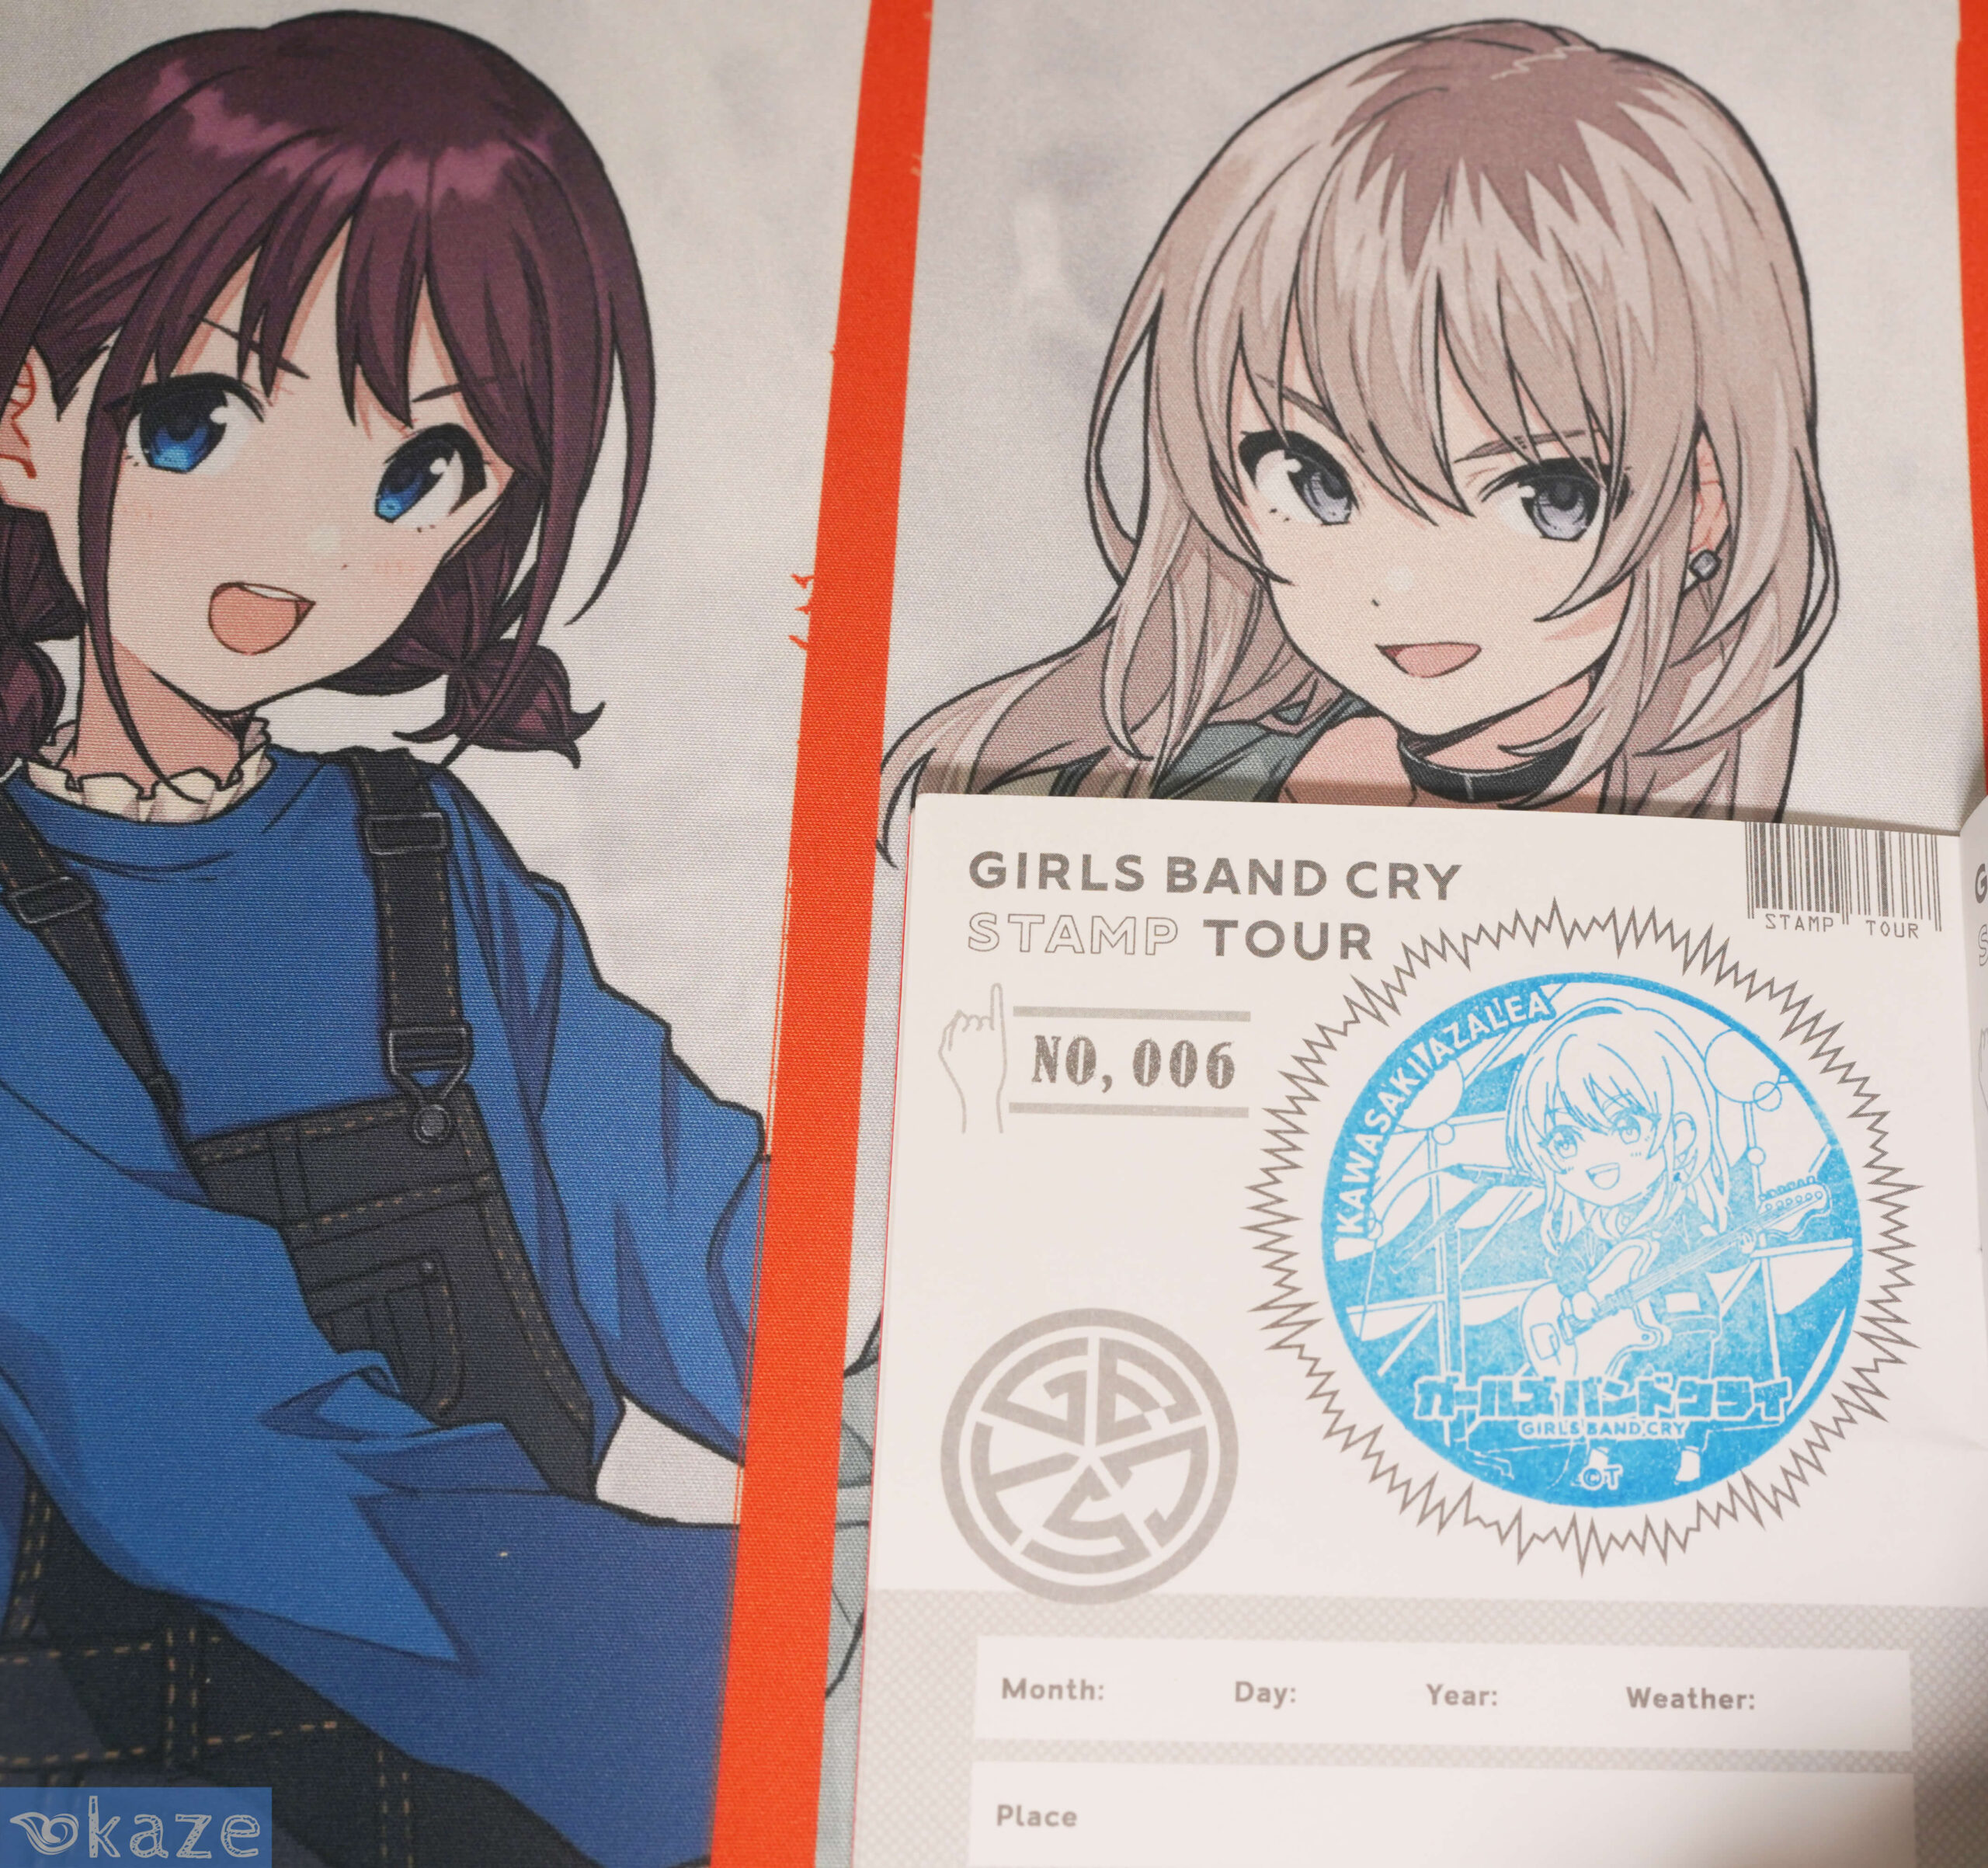 GIRLS BAND CRY
STAMP TOUR
STAMP TOUR
NO, 006
KAWASAKI AZALEA
ガールズバンドクライ
GIRLS BAND CRY
©T
Month: Day: Year: Weather:
Place
kaze